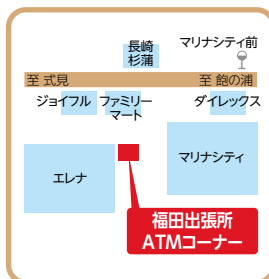 長崎
杉蒲
マリナシティ前
至 式見
至 飽の浦
ジョイフル
ファミリー
マート
ダイレックス
エレナ
マリナシティ
福田出張所
ATMコーナー